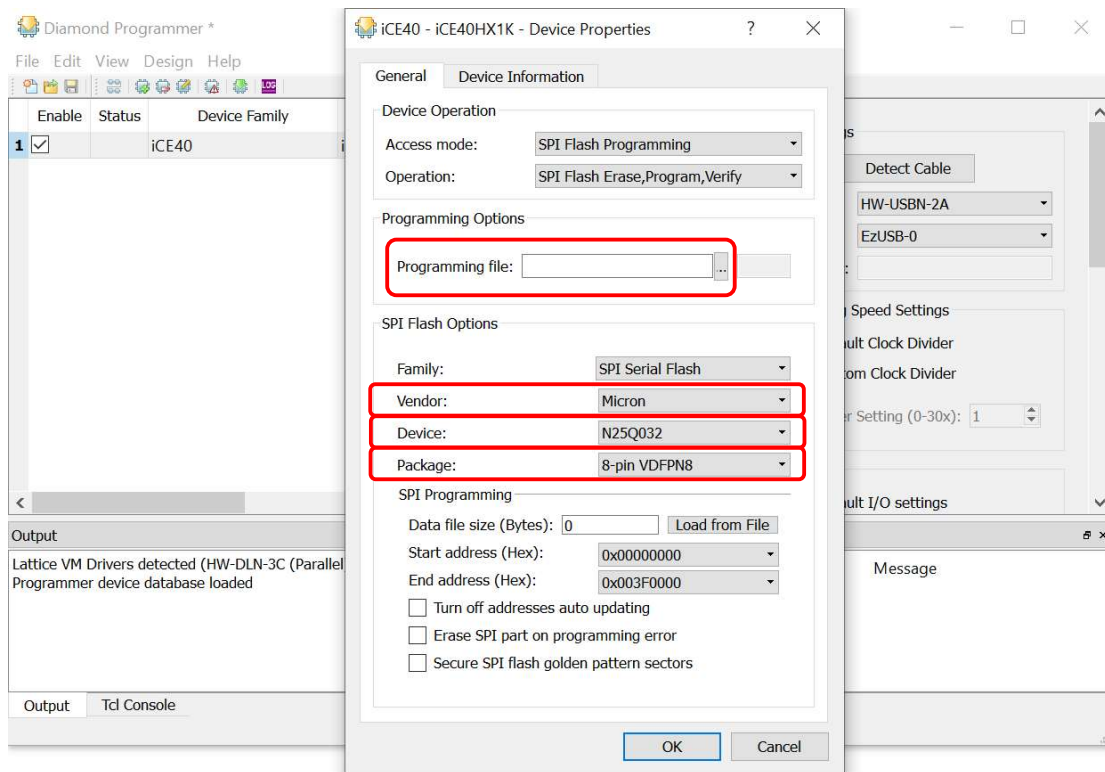 Diamond Programmer *
File Edit View Design Help
LOG
Enable Status Device Family
1 iCE40
iCE40 - iCE40HX1K - Device Properties ?
General Device Information
Device Operation
Access mode: SPI Flash Programming
Operation: SPI Flash Erase,Program,Verify
Programming Options
Programming file: ...
SPI Flash Options
Family: SPI Serial Flash
Vendor: Micron
Device: N25Q032
Package: 8-pin VDFPN8
SPI Programming
Data file size (Bytes): 0 Load from File
Start address (Hex): 0x00000000
End address (Hex): 0x003F0000
Turn off addresses auto updating
Erase SPI part on programming error
Secure SPI flash golden pattern sectors
OK Cancel
Detect Cable
HW-USBN-2A
EzUSB-0
Speed Settings
ault Clock Divider
tom Clock Divider
r Setting (0-30x): 1
ault I/O settings
Output
Lattice VM Drivers detected (HW-DLN-3C (Parallel
Programmer device database loaded
Message
Output Tcl Console